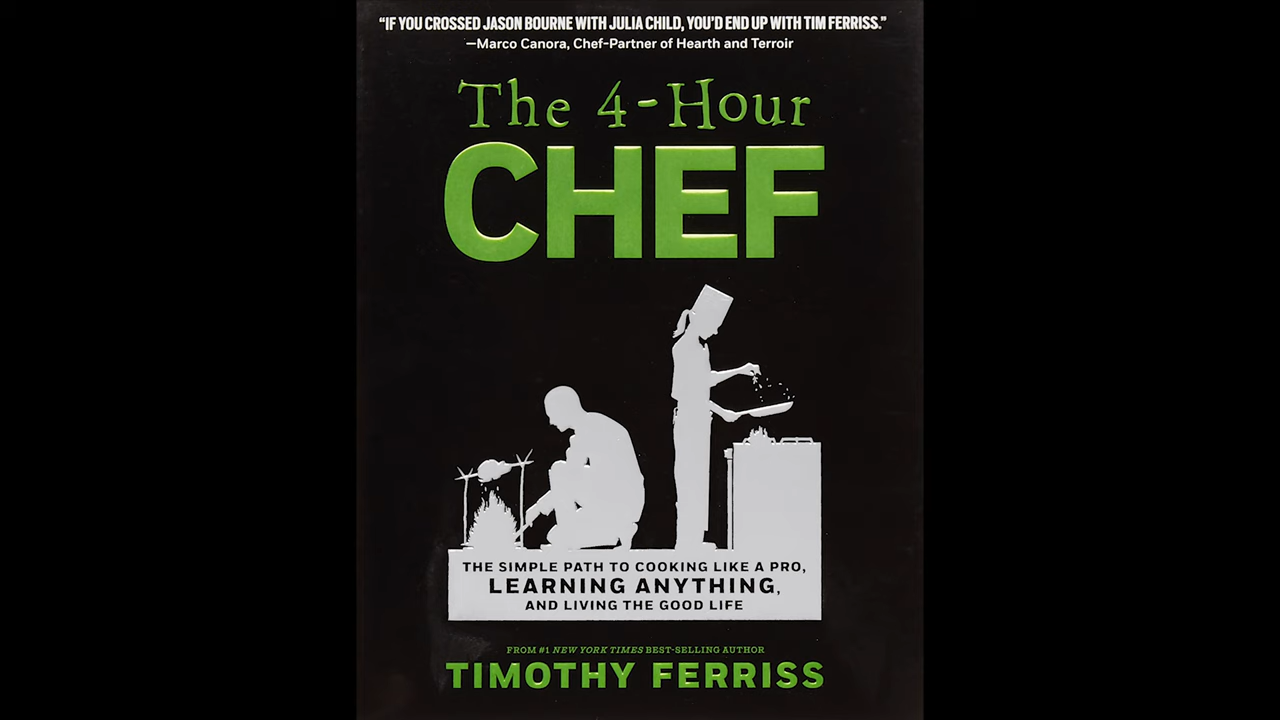 “IF YOU CROSSED JASON BOURNE WITH JULIA CHILD, YOU’D END UP WITH TIM FERRISS.”
—Marco Canora, Chef-Partner of Hearth and Terroir
The 4-Hour
CHEF
THE SIMPLE PATH TO COOKING LIKE A PRO,
LEARNING ANYTHING,
AND LIVING THE GOOD LIFE
FROM #1 NEW YORK TIMES BEST-SELLING AUTHOR
TIMOTHY FERRISS